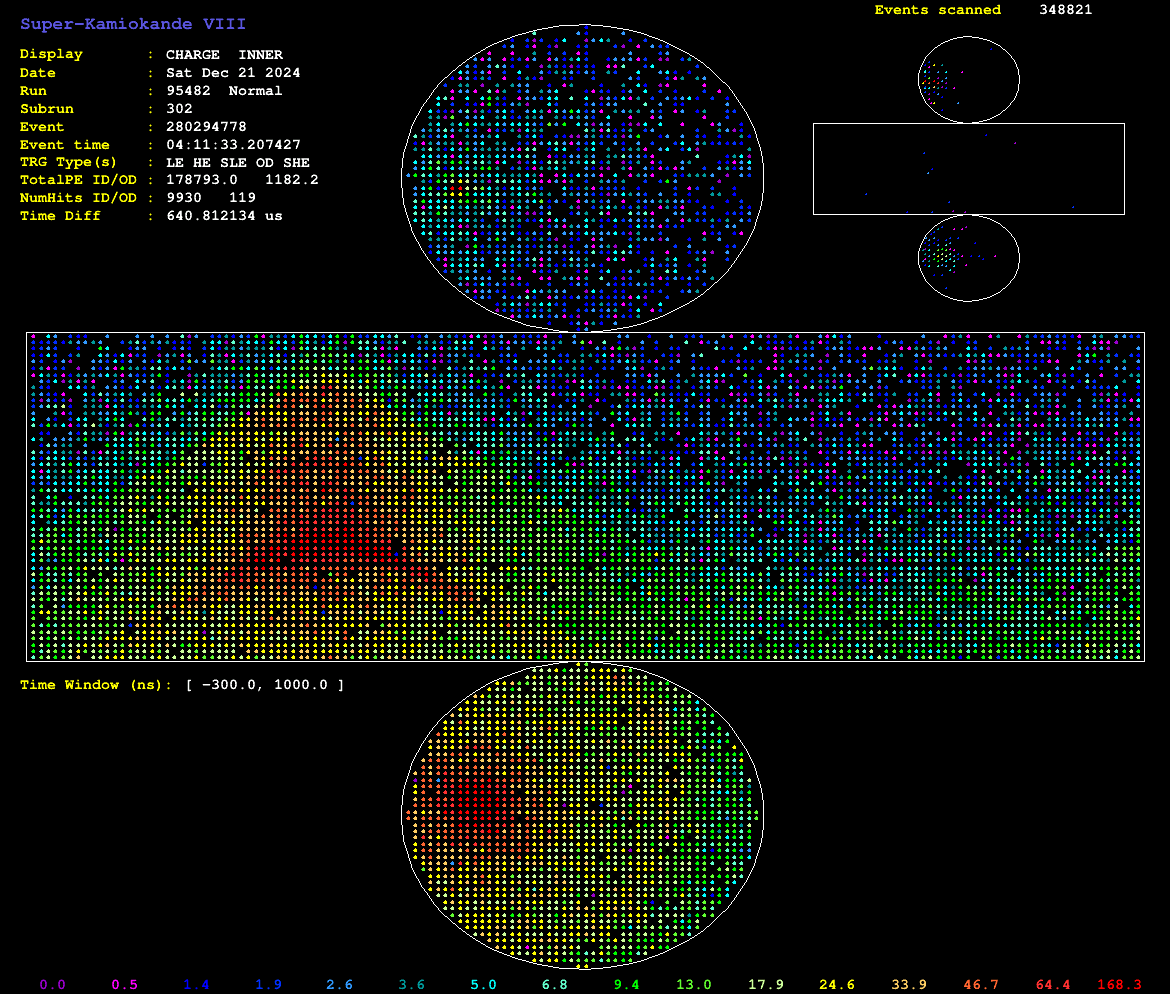 Super-Kamiokande VIII
Events scanned 348821
Display : CHARGE INNER
Date : Sat Dec 21 2024
Run : 95482 Normal
Subrun : 302
Event : 280294778
Event time : 04:11:33.207427
TRG Type(s) : LE HE SLE OD SHE
TotalPE ID/OD : 178793.0 1182.2
NumHits ID/OD : 9930 119
Time Diff : 640.812134 us
Time Window (ns): [ −300.0, 1000.0 ]
0.0 0.5 1.4 1.9 2.6 3.6 5.0 6.8 9.4 13.0 17.9 24.6 33.9 46.7 64.4 168.3